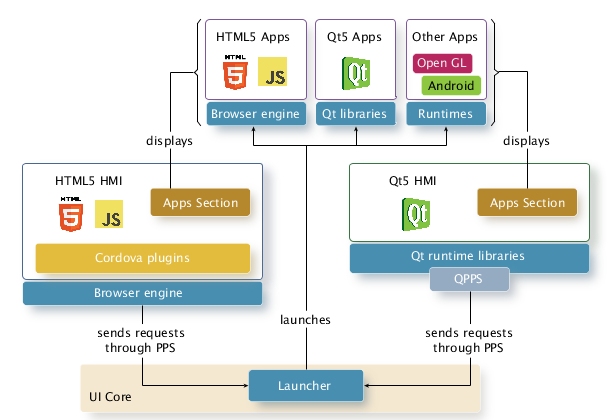 HTML5 Apps
Qt5 Apps
Other Apps
HTML
5
JS
Qt
Open GL
Android
Browser engine
Qt libraries
Runtimes
displays
displays
HTML5 HMI
HTML
5
JS
Apps Section
Cordova plugins
Browser engine
Qt5 HMI
Qt
Apps Section
Qt runtime libraries
QPPS
launches
sends requests
through PPS
sends requests
through PPS
UI Core
Launcher